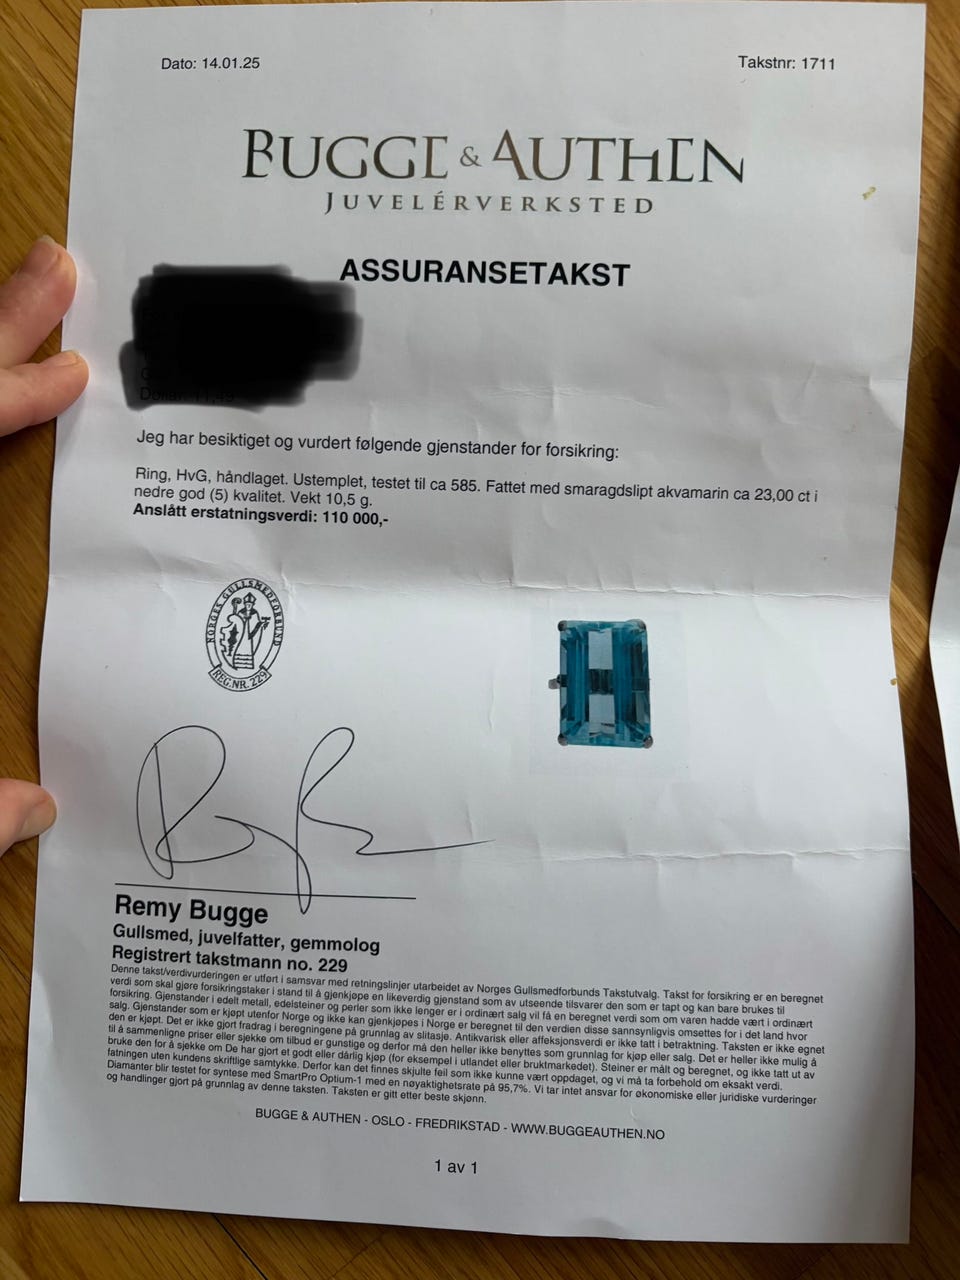 Dato: 14.01.25
Takstnr: 1711
BUGGE & AUTHEN
JUVELÉRVERKSTED
ASSURANSETAKST
Jeg har besiktiget og vurdert følgende gjenstander for forsikring:
Ring, HvG, håndlaget. Ustemplet, testet til ca 585. Fattet med smaragdslipt akvamarin ca 23,00 ct i
nedre god (5) kvalitet. Vekt 10,5 g.
Anslått erstatningsverdi: 110 000,-
NORGES GULLSMEDFORBUND
REG.NR. 229
Remy Bugge
Gullsmed, juvelfatter, gemmolog
Registrert takstmann no. 229
Denne takst/verdivurderingen er utført i samsvar med retningslinjer utarbeidet av Norges Gullsmedforbunds Takstutvalg. Takst for forsikring er en beregnet
verdi som skal gjøre forsikringstaker i stand til å gjenkjøpe en likeverdig gjenstand som av utseende tilsvarer den som er tapt og kan bare brukes til
forsikring. Gjenstander i edelt metall, edelsteiner og perler som ikke lenger er i ordinært salg vil få en beregnet verdi som om varen hadde vært i ordinært
salg. Gjenstander som er kjøpt utenfor Norge og ikke kan gjenkjøpes i Norge er beregnet til den verdien disse sannsynligvis omsettes for i det land hvor
den er kjøpt. Det er ikke gjort fradrag i beregningene på grunnlag av slitasje. Antikvarisk eller affeksjonsverdi er ikke tatt i betraktning. Taksten er ikke egnet
til å sammenligne priser eller sjekke om tilbud er gunstige og derfor må den heller ikke benyttes som grunnlag for kjøp eller salg. Det er heller ikke mulig å
bruke den for å sjekke om De har gjort et godt eller dårlig kjøp (for eksempel i utlandet eller bruktmarkedet). Steiner er målt og beregnet, og ikke tatt ut av
fatningen uten kundens skriftlige samtykke. Derfor kan det finnes skjulte feil som ikke kunne vært oppdaget, og vi må ta forbehold om eksakt verdi.
Diamanter blir testet for syntese med SmartPro Optium-1 med en nøyaktighetsrate på 95,7%. Vi tar intet ansvar for økonomiske eller juridiske vurderinger
og handlinger gjort på grunnlag av denne taksten. Taksten er gitt etter beste skjønn.
BUGGE & AUTHEN - OSLO - FREDRIKSTAD - WWW.BUGGEAUTHEN.NO
1 av 1